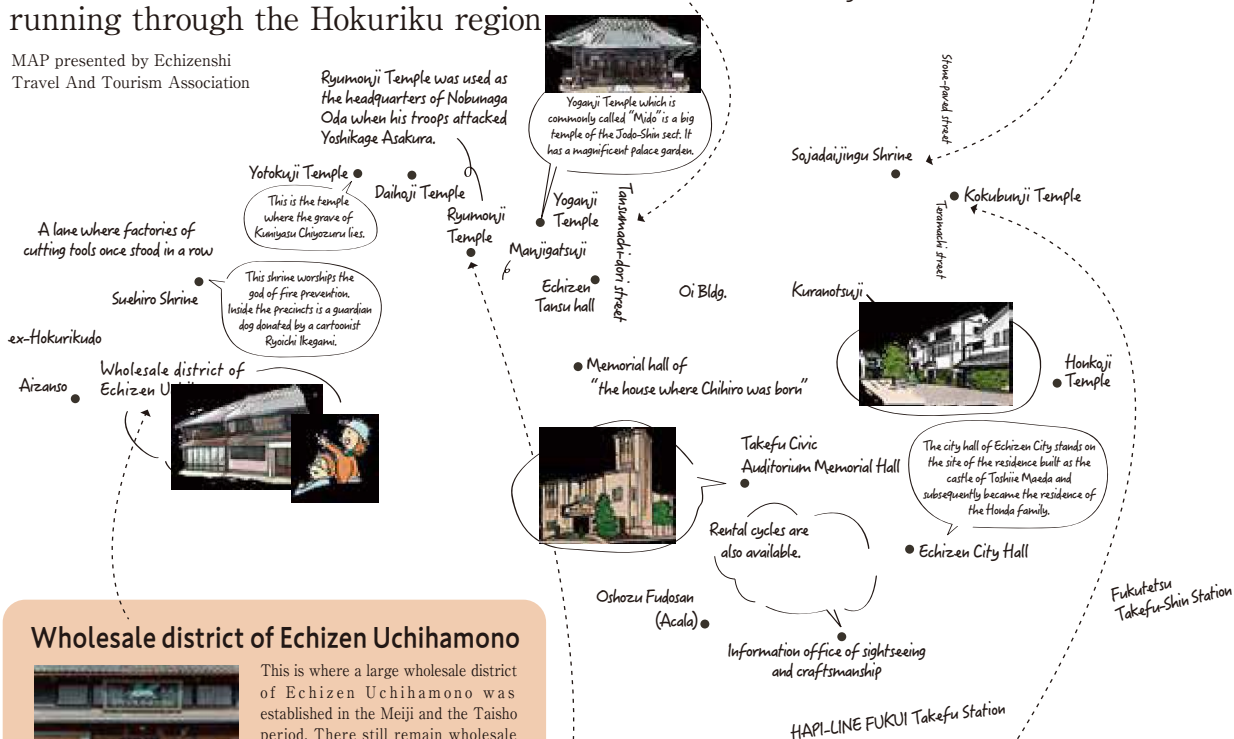 running through the Hokuriku region
MAP presented by Echizenshi
Travel And Tourism Association
Ryumonji Temple was used as
the headquarters of Nobunaga
Oda when his troops attacked
Yoshikage Asakura.
Yoganji Temple which is
commonly called "Mido" is a big
temple of the Jodo-Shin sect. It
has a magnificent palace garden.
Stone-paved street
Sojadaijingu Shrine
Kokubunji Temple
Teramachi street
Yotokuji Temple
This is the temple
where the grave of
Kuniyasu Chiyozuru lies.
Daihoji Temple
Ryumonji
Temple
Yoganji
Temple
Tansumachi-dori street
Manjigatsuji
Echizen
Tansu hall
Oi Bldg.
Kuranotsuji
A lane where factories of
cutting tools once stood in a row
Suehiro Shrine
This shrine worships the
god of fire prevention.
Inside the precincts is a guardian
dog donated by a cartoonist
Ryoichi Ikegami.
ex-Hokurikudo
Aizanso
Wholesale district of
Echizen
Memorial hall of
"the house where Chihiro was born"
Honkoji
Temple
Takefu Civic
Auditorium Memorial Hall
The city hall of Echizen City stands on
the site of the residence built as the
castle of Toshiie Maeda and
subsequently became the residence of
the Honda family.
Rental cycles are
also available.
Echizen City Hall
Oshozu Fudosan
(Acala)
Information office of sightseeing
and craftsmanship
Fukutetsu
Takefu-Shin Station
HAPI-LINE FUKUI Takefu Station
Wholesale district of Echizen Uchihamono
This is where a large wholesale district
of Echizen Uchihamono was
established in the Meiji and the Taisho
period. There still remain wholesale